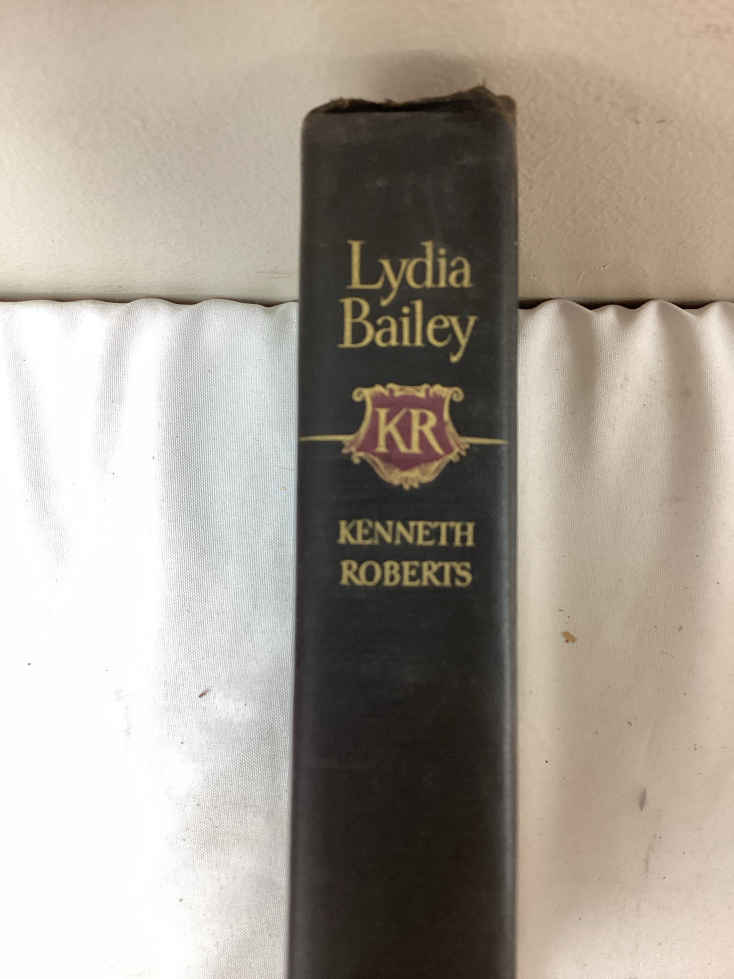 Lydia
Bailey
KR
KENNETH
ROBERTS